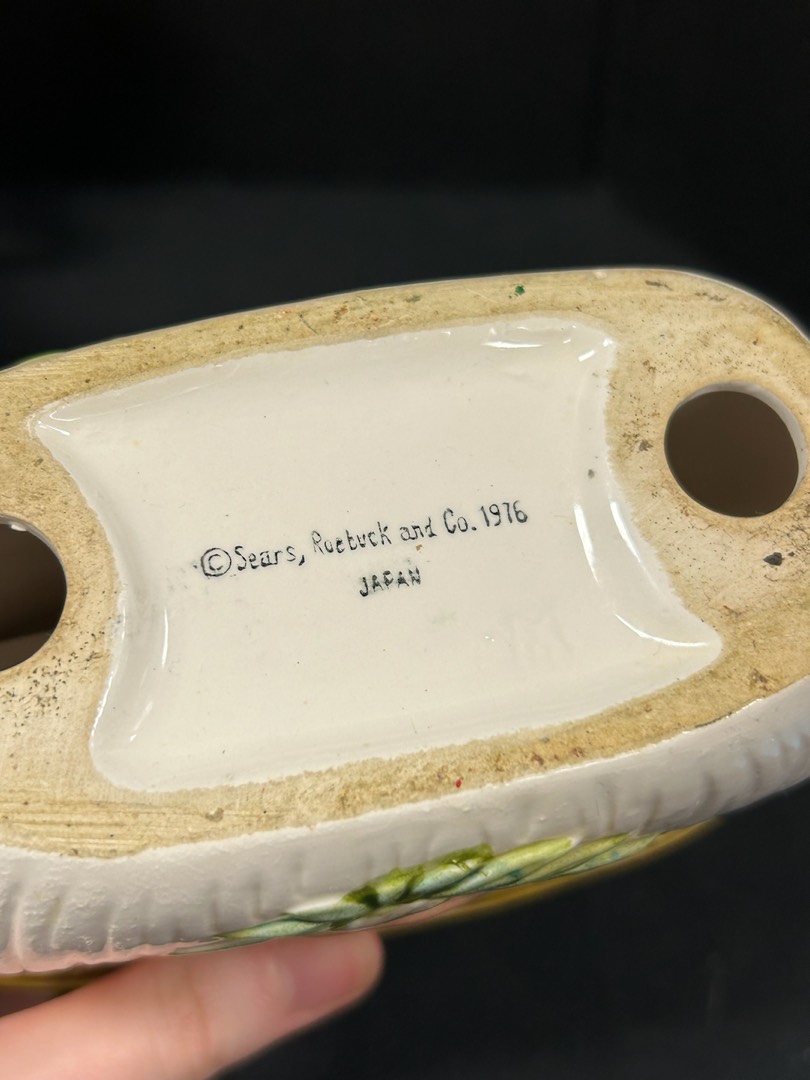 ©Sears, Roebuck and Co. 1976
JAPAN